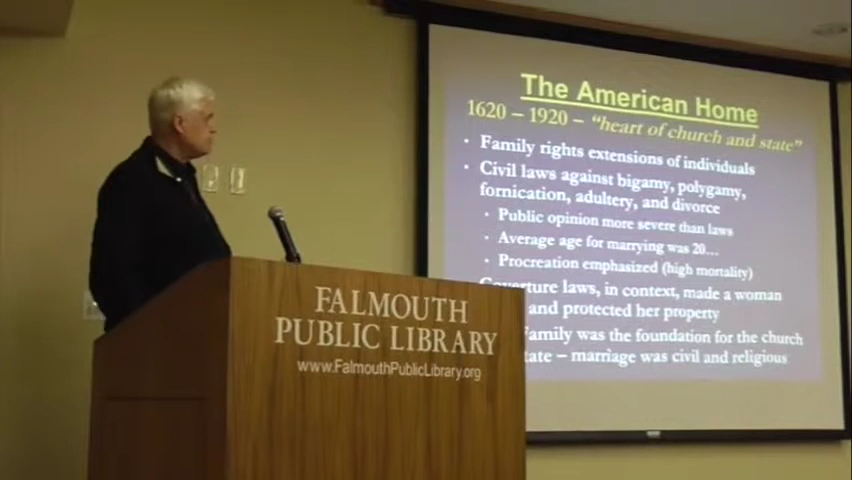 The American Home
1620 – 1920 – "heart of church and state"
• Family rights extensions of individuals
• Civil laws against bigamy, polygamy,
fornication, adultery, and divorce
• Public opinion more severe than laws
• Average age for marrying was 20…
• Procreation emphasized (high mortality)
Coverture laws, in context, made a woman
and protected her property
Family was the foundation for the church
– marriage was civil and religious
FALMOUTH
PUBLIC LIBRARY
www.FalmouthPublicLibrary.org